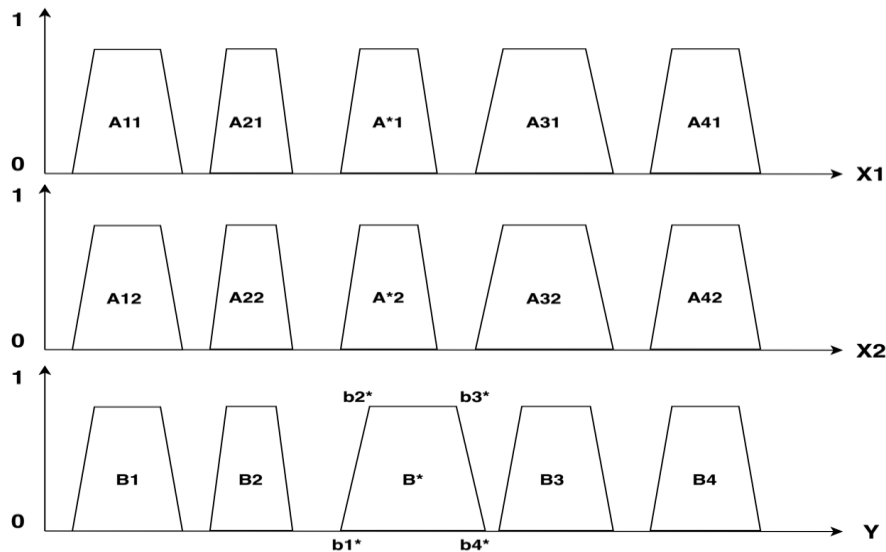 1
A11 A21 A*1 A31 A41
0
X1
1
A12 A22 A*2 A32 A42
0
X2
1
b2* b3*
B1 B2 B* B3 B4
0
Y
b1* b4*